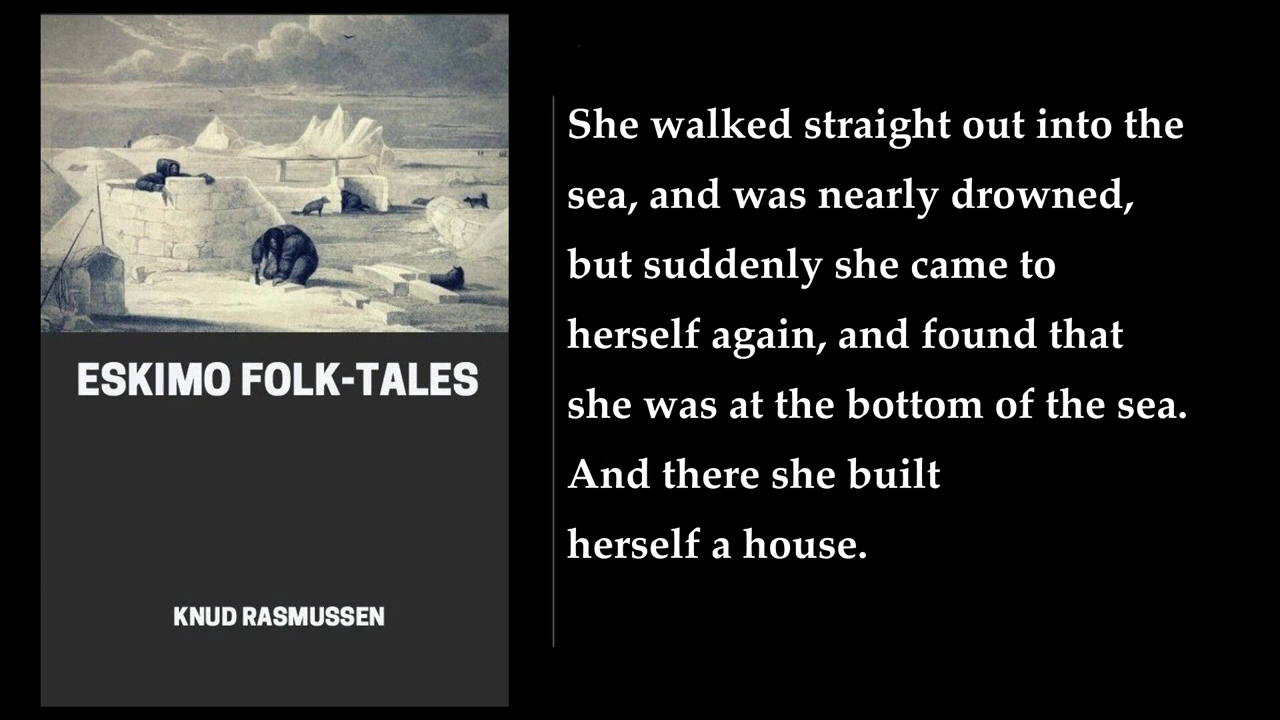 ESKIMO FOLK-TALES
KNUD RASMUSSEN
She walked straight out into the
sea, and was nearly drowned,
but suddenly she came to
herself again, and found that
she was at the bottom of the sea.
And there she built
herself a house.